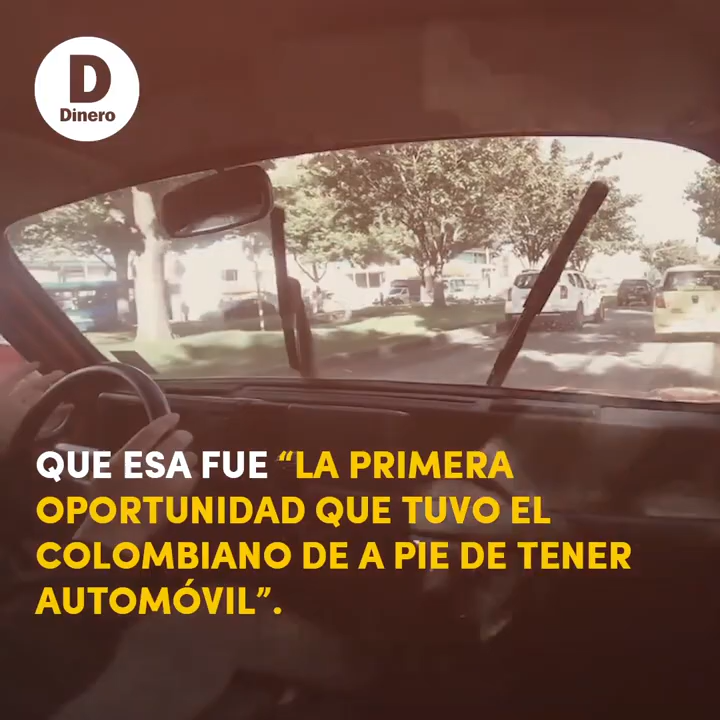 D
Dinero
QUE ESA FUE “LA PRIMERA
OPORTUNIDAD QUE TUVO EL
COLOMBIANO DE A PIE DE TENER
AUTOMÓVIL”.